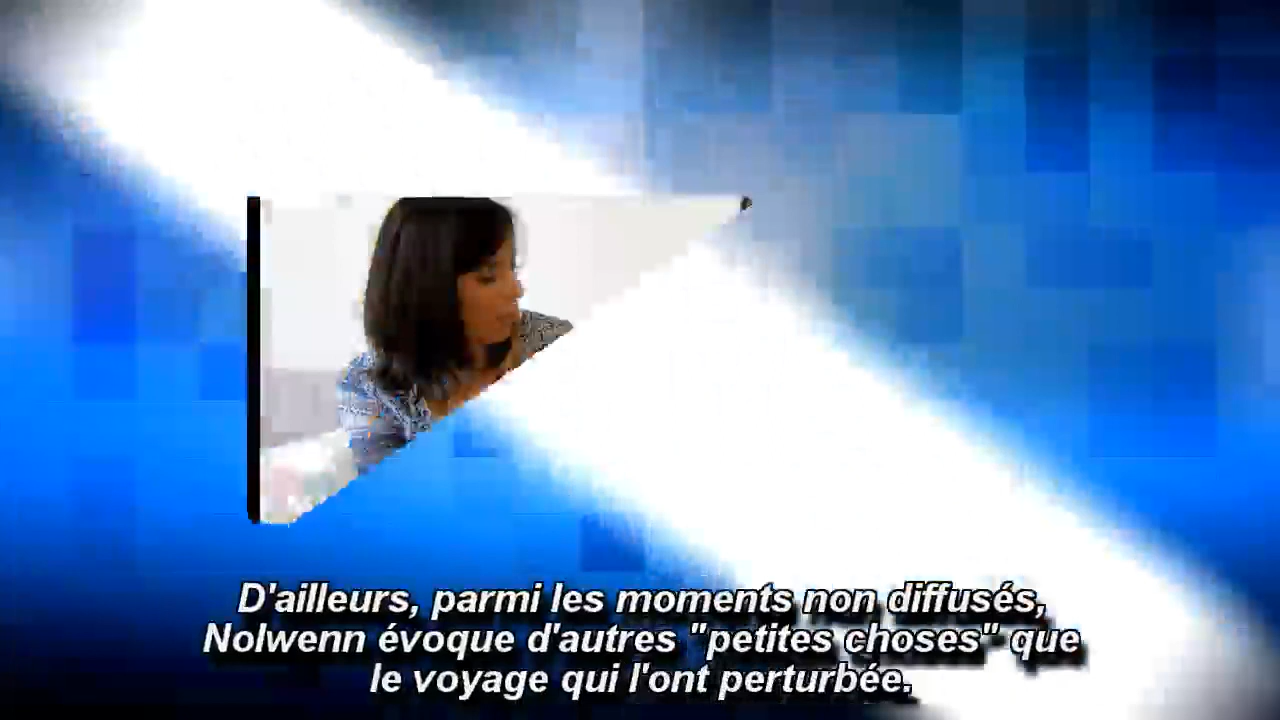 D'ailleurs, parmi les moments non diffusés,
Nolwenn évoque d'autres "petites choses" que
le voyage qui l'ont perturbée.